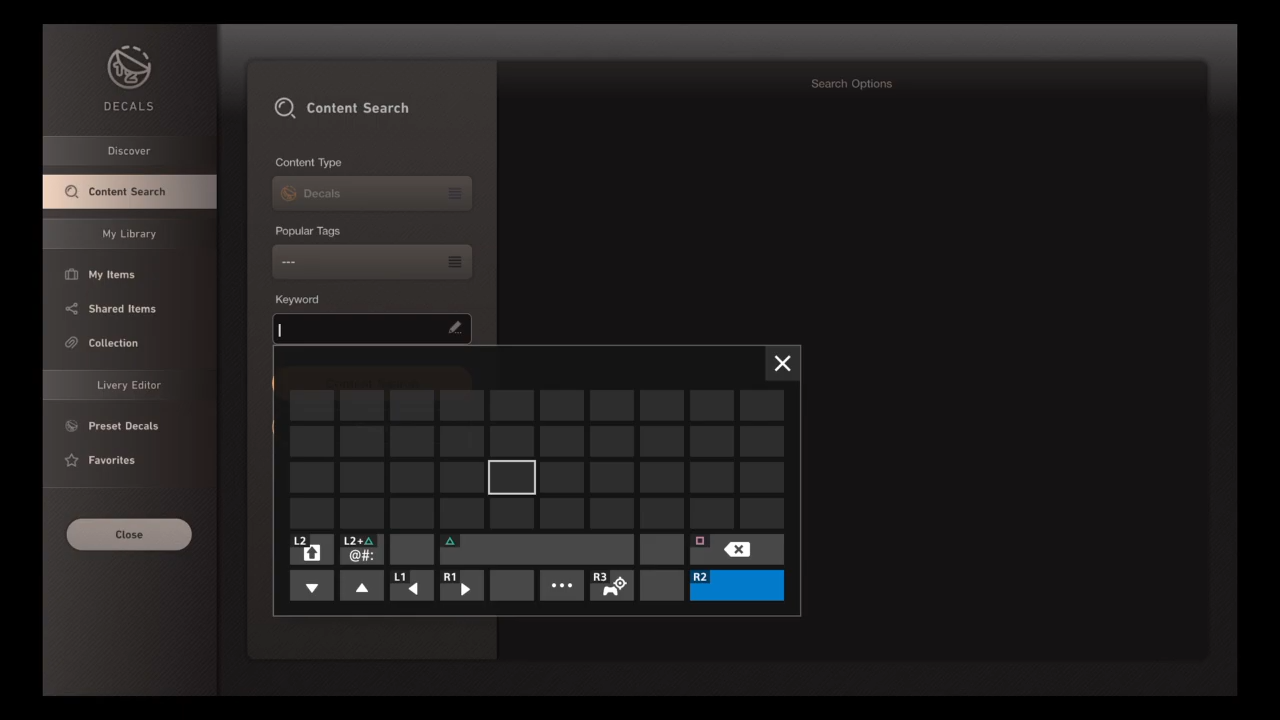 DECALS
Discover
Content Search
My Library
My Items
Shared Items
Collection
Livery Editor
Preset Decals
Favorites
Close
Content Search
Content Type
Decals
Popular Tags
---
Keyword
Search Options
L2
L2+△
@#:
△
□
L1
R1
...
R3
R2